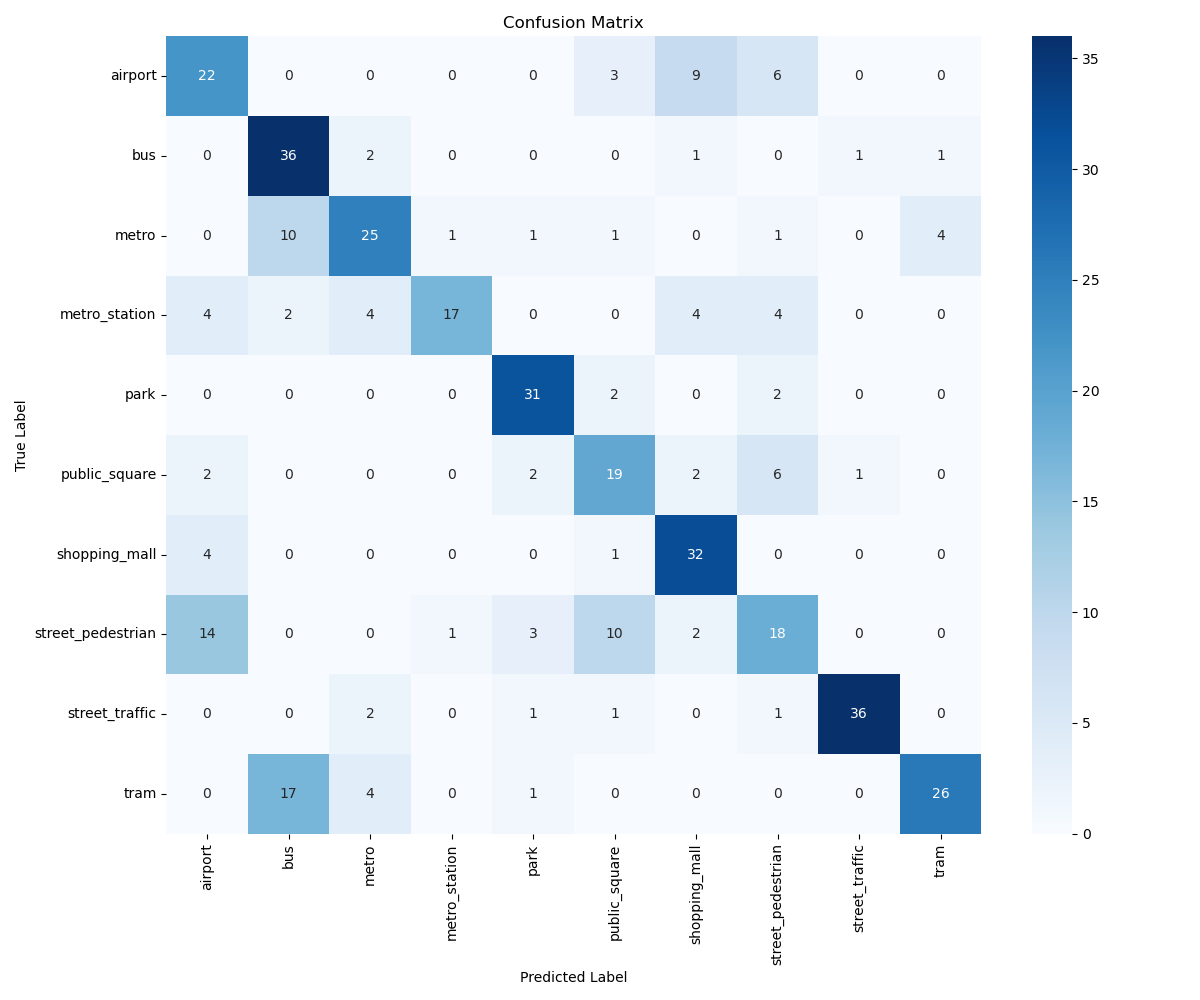 Confusion Matrix
airport 22 0 0 0 0 3 9 6 0 0
bus 0 36 2 0 0 0 1 0 1 1
metro 0 10 25 1 1 1 0 1 0 4
metro_station 4 2 4 17 0 0 4 4 0 0
park 0 0 0 0 31 2 0 2 0 0
public_square 2 0 0 0 2 19 2 6 1 0
shopping_mall 4 0 0 0 0 1 32 0 0 0
street_pedestrian 14 0 0 1 3 10 2 18 0 0
street_traffic 0 0 2 0 1 1 0 1 36 0
tram 0 17 4 0 1 0 0 0 0 26
True Label
airport bus metro metro_station park public_square shopping_mall street_pedestrian street_traffic tram
Predicted Label
35
30
25
20
15
10
5
0